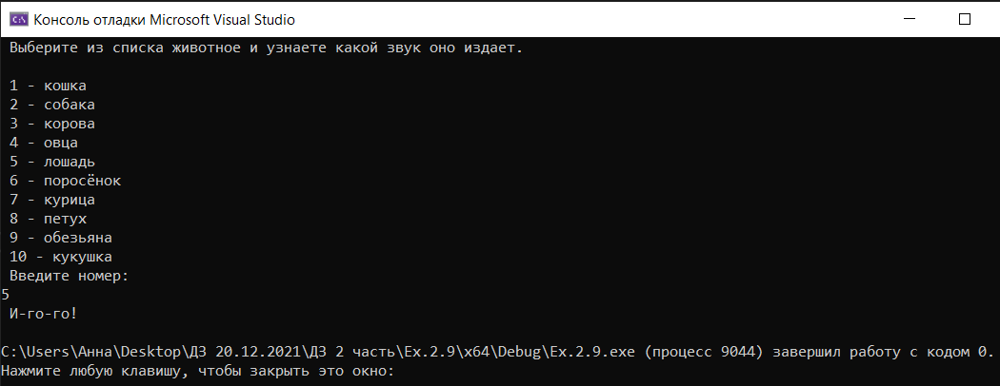 Консоль отладки Microsoft Visual Studio
Выберите из списка животное и узнаете какой звук оно издает.
1 - кошка
2 - собака
3 - корова
4 - овца
5 - лошадь
6 - поросёнок
7 - курица
8 - петух
9 - обезьяна
10 - кукушка
Введите номер:
5
И-го-го!
C:\Users\Анна\Desktop\ДЗ 20.12.2021\ДЗ 2 часть\Ex.2.9\x64\Debug\Ex.2.9.exe (процесс 9044) завершил работу с кодом 0.
Нажмите любую клавишу, чтобы закрыть это окно: